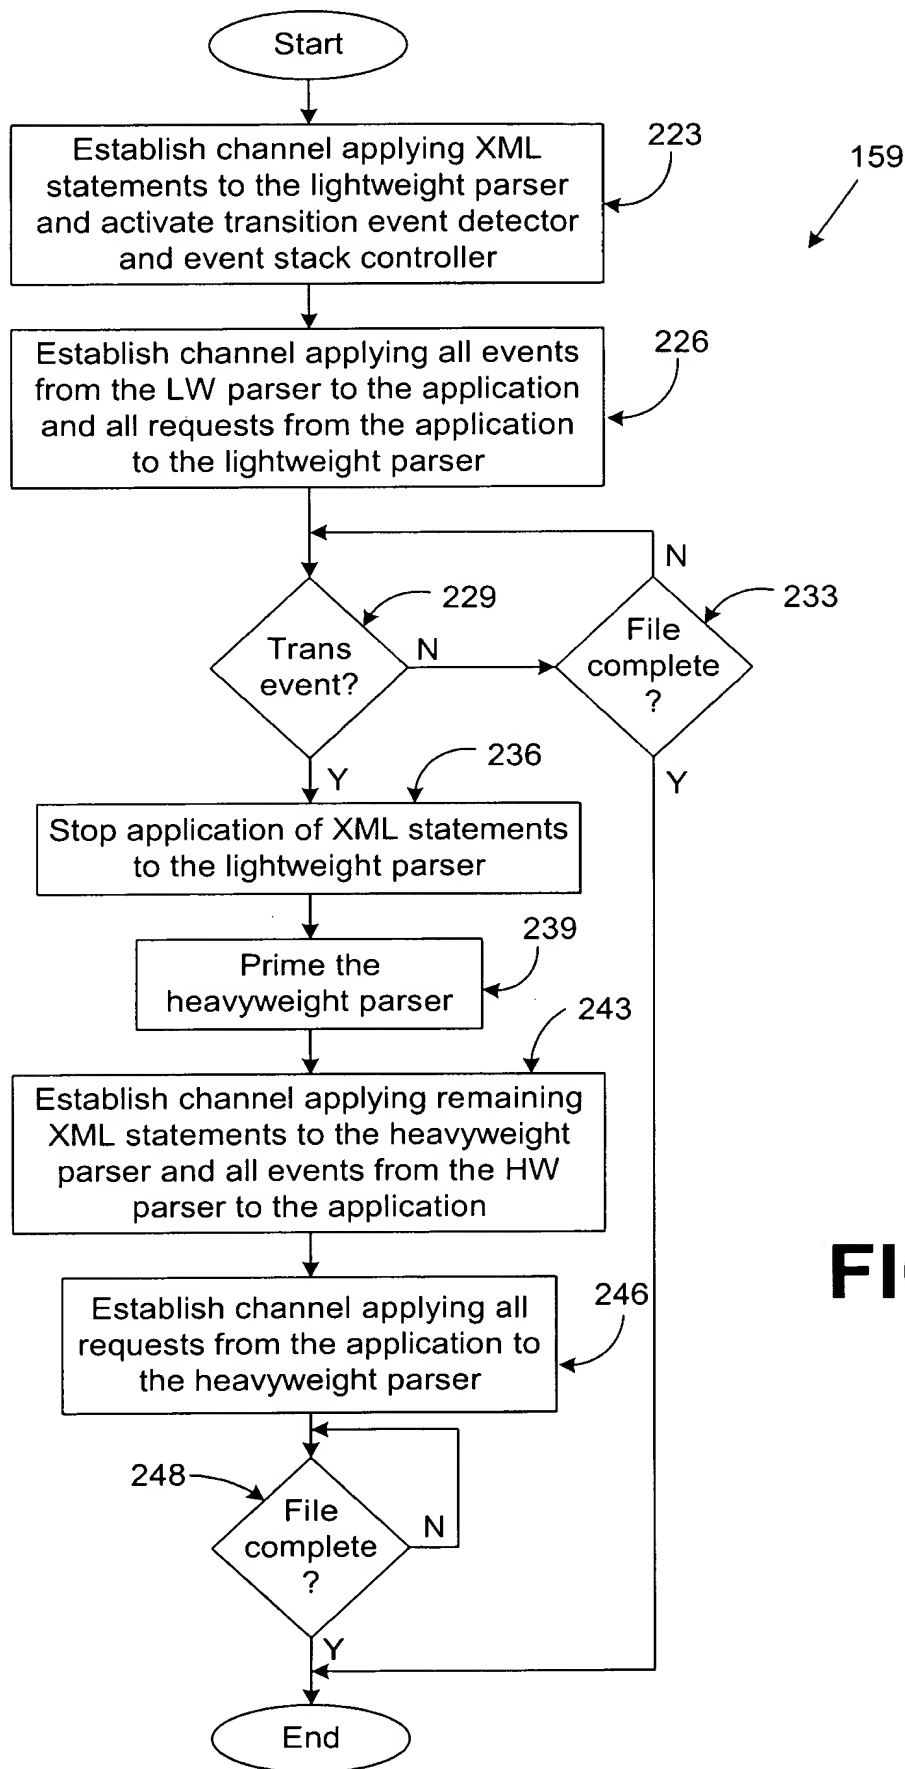 Start
Establish channel applying XML
statements to the lightweight parser
and activate transition event detector
and event stack controller
223
159
Establish channel applying all events
from the LW parser to the application
and all requests from the application
to the lightweight parser
226
N
229
233
Trans
event?
N
File
complete
?
Y
236
Y
Stop application of XML statements
to the lightweight parser
239
Prime the
heavyweight parser
243
Establish channel applying remaining
XML statements to the heavyweight
parser and all events from the HW
parser to the application
246
Establish channel applying all
requests from the application to
the heavyweight parser
248
File
complete
?
N
Y
End